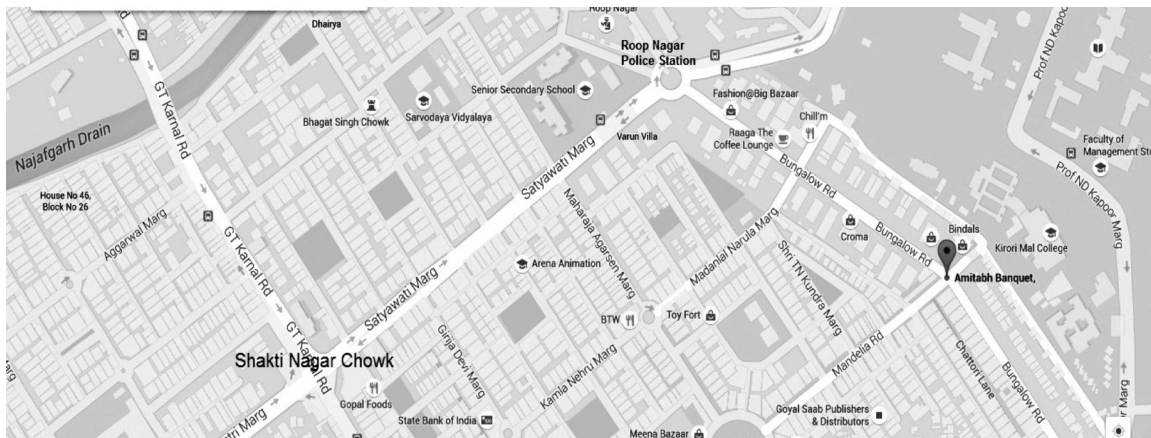 Dhairya
Roop Nagar
Roop Nagar
Police Station
Prof ND Kapoor
Prof ND Kapoor Marg
GT Karnal Rd
Najafgarh Drain
Bhagat Singh Chowk
Sarvodaya Vidyalaya
Senior Secondary School
Fashion@Big Bazaar
Chill'm
Raaga The
Coffee Lounge
Varun Villa
Faculty of
Management Stu
House No 46,
Block No 26
Aggarwal Marg
GT Karnal Rd
Satyawati Marg
Satyawati Marg
Maharaja Agarsen Marg
Madanlal Narula Marg
Bungalow Rd
Bungalow Rd
Croma
Bindals
Kirori Mal College
Amitabh Banquet,
Arena Animation
Shri TN Kundra Marg
BTW
Toy Fort
GT Karnal Rd
Shakti Nagar Chowk
Girija Devi Marg
Kamla Nehru Marg
Mandelia Rd
Chattori Lane
Bungalow Rd
Gopal Foods
State Bank of India
Meena Bazaar
Goyal Saab Publishers
& Distributors
stri Marg
or Marg